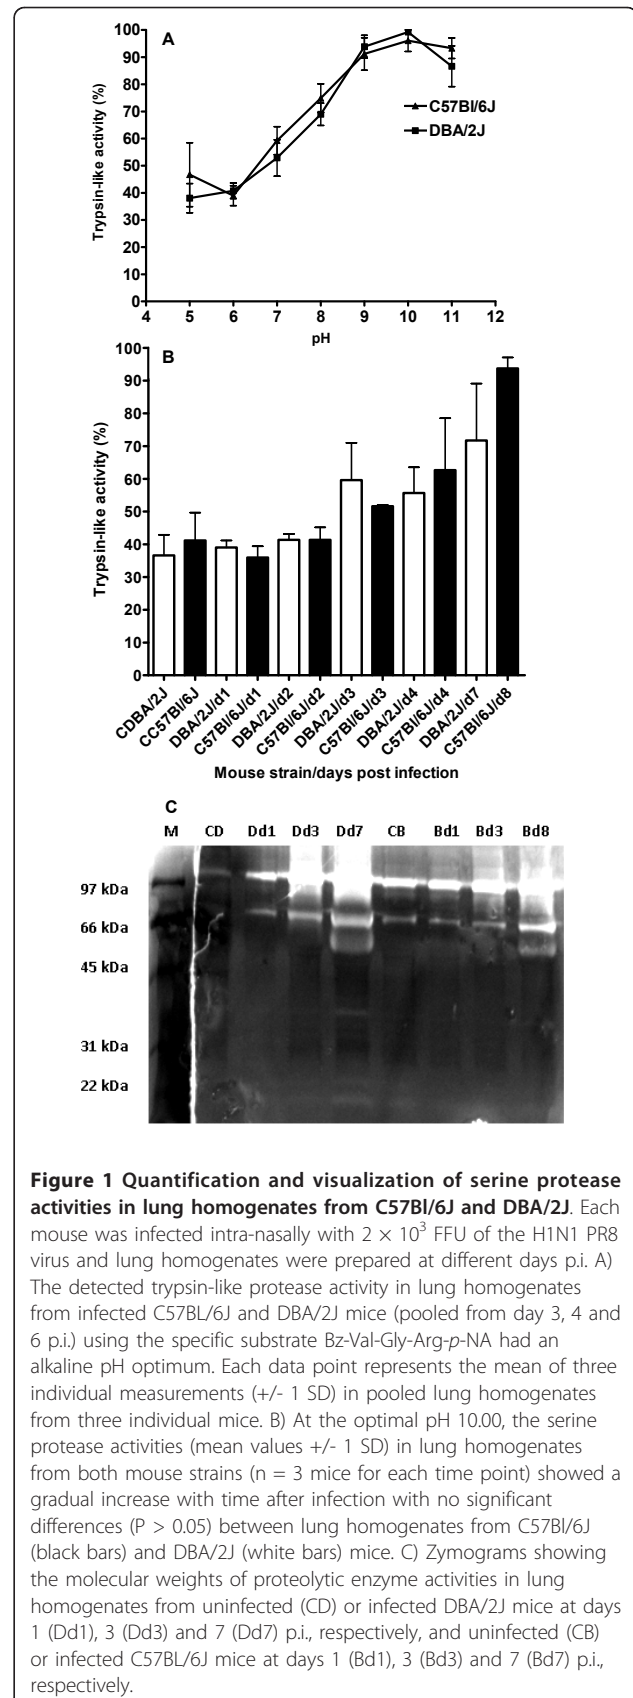 A
100
90
80
70
60
50
40
30
20
10
0
Trypsin-like activity (%)
C57Bl/6J
DBA/2J
4 5 6 7 8 9 10 11 12
pH
B
100
90
80
70
60
50
40
30
20
10
0
Trypsin-like activity (%)
CDBA/2J
CC57Bl/6J
DBA/2J/d1
C57Bl/6J/d1
DBA/2J/d2
C57Bl/6J/d2
DBA/2J/d3
C57Bl/6J/d3
DBA/2J/d4
C57Bl/6J/d4
DBA/2J/d7
C57Bl/6J/d8
Mouse strain/days post infection
C
M CD Dd1 Dd3 Dd7 CB Bd1 Bd3 Bd8
97 kDa
66 kDa
45 kDa
31 kDa
22 kDa
Figure 1 Quantification and visualization of serine protease
activities in lung homogenates from C57Bl/6J and DBA/2J. Each
mouse was infected intra-nasally with 2 × 10³ FFU of the H1N1 PR8
virus and lung homogenates were prepared at different days p.i. A)
The detected trypsin-like protease activity in lung homogenates
from infected C57BL/6J and DBA/2J mice (pooled from day 3, 4 and
6 p.i.) using the specific substrate Bz-Val-Gly-Arg-p-NA had an
alkaline pH optimum. Each data point represents the mean of three
individual measurements (+/- 1 SD) in pooled lung homogenates
from three individual mice. B) At the optimal pH 10.00, the serine
protease activities (mean values +/- 1 SD) in lung homogenates
from both mouse strains (n = 3 mice for each time point) showed a
gradual increase with time after infection with no significant
differences (P > 0.05) between lung homogenates from C57Bl/6J
(black bars) and DBA/2J (white bars) mice. C) Zymograms showing
the molecular weights of proteolytic enzyme activities in lung
homogenates from uninfected (CD) or infected DBA/2J mice at days
1 (Dd1), 3 (Dd3) and 7 (Dd7) p.i., respectively, and uninfected (CB)
or infected C57BL/6J mice at days 1 (Bd1), 3 (Bd3) and 7 (Bd7) p.i.,
respectively.